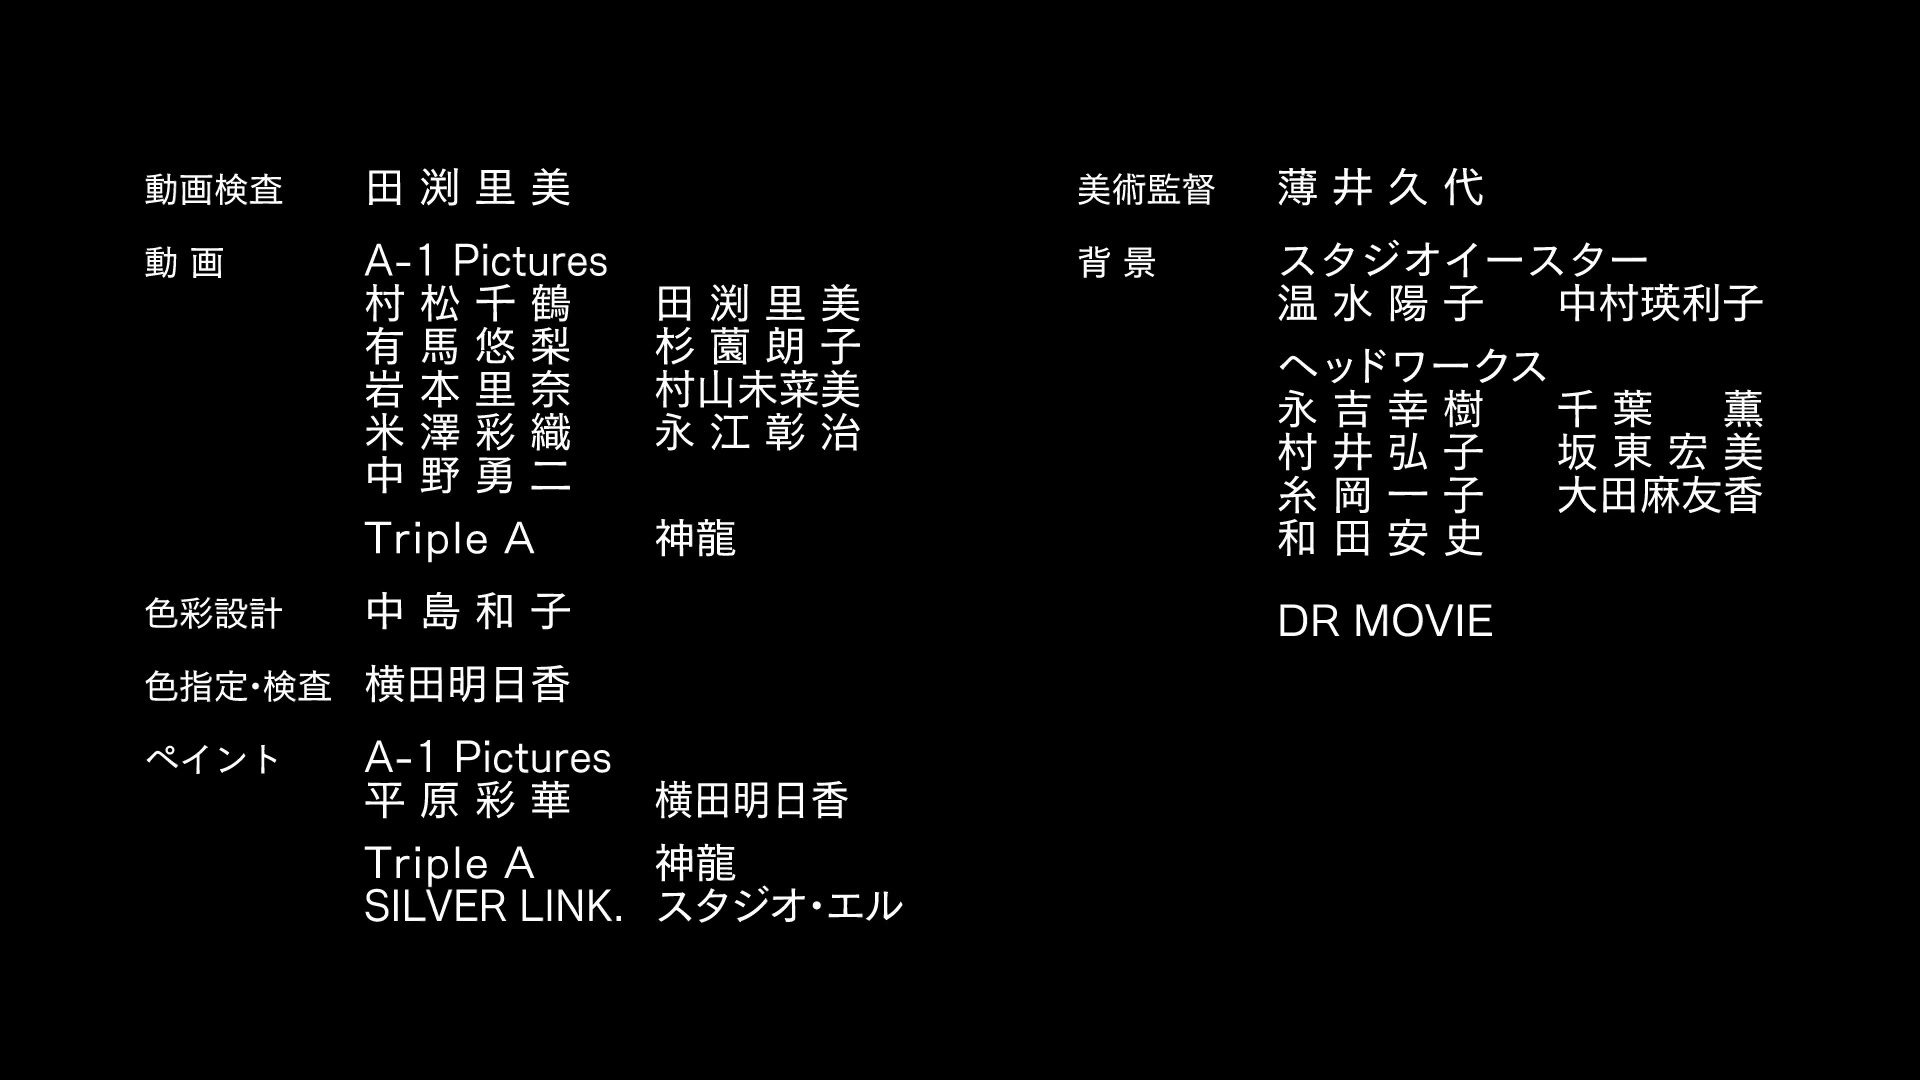 動画検査 田渕里美
動画 A-1 Pictures
村松千鶴 田渕里美
有馬悠梨 杉薗朗子
岩本里奈 村山未菜美
米澤彩織 永江彰治
中野勇二
Triple A 神龍
色彩設計 中島和子
色指定・検査 横田明日香
ペイント A-1 Pictures
平原彩華 横田明日香
Triple A 神龍
SILVER LINK. スタジオ・エル
美術監督 薄井久代
背景 スタジオイースター
温水陽子 中村瑛利子
ヘッドワークス
永吉幸樹 千葉 薫
村井弘子 坂東宏美
糸岡一子 大田麻友香
和田安史
DR MOVIE